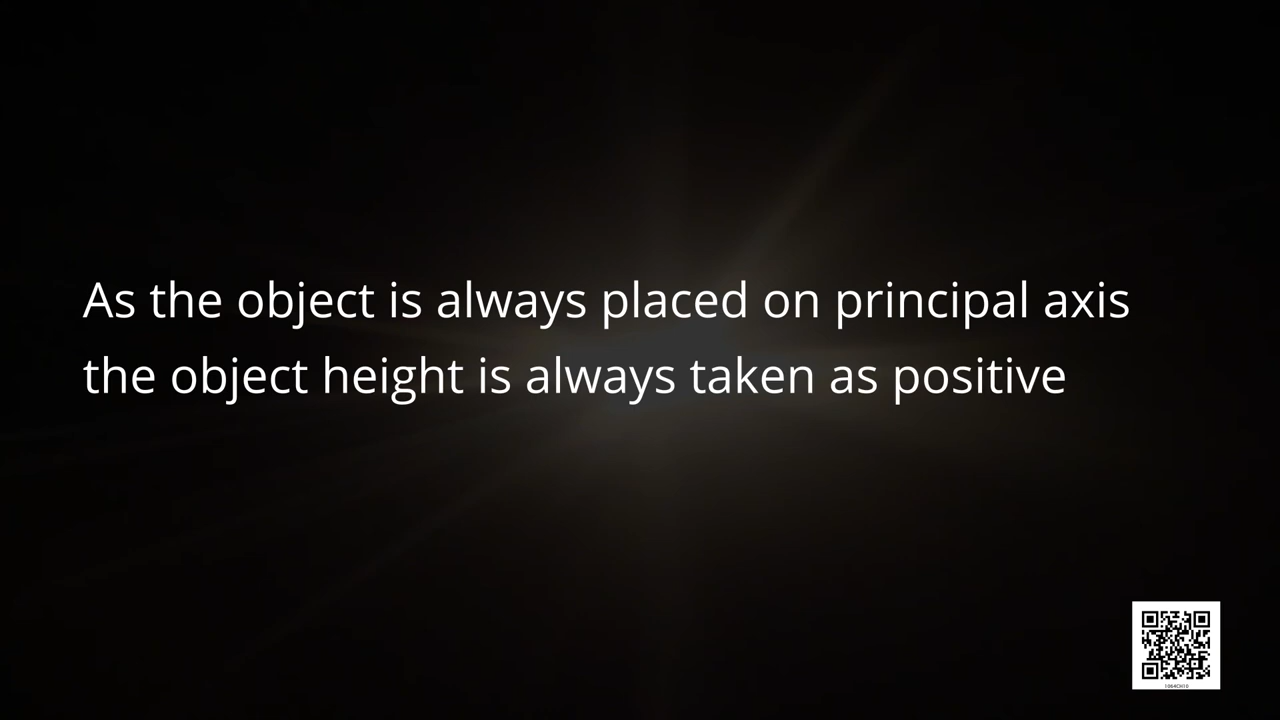 As the object is always placed on principal axis
the object height is always taken as positive